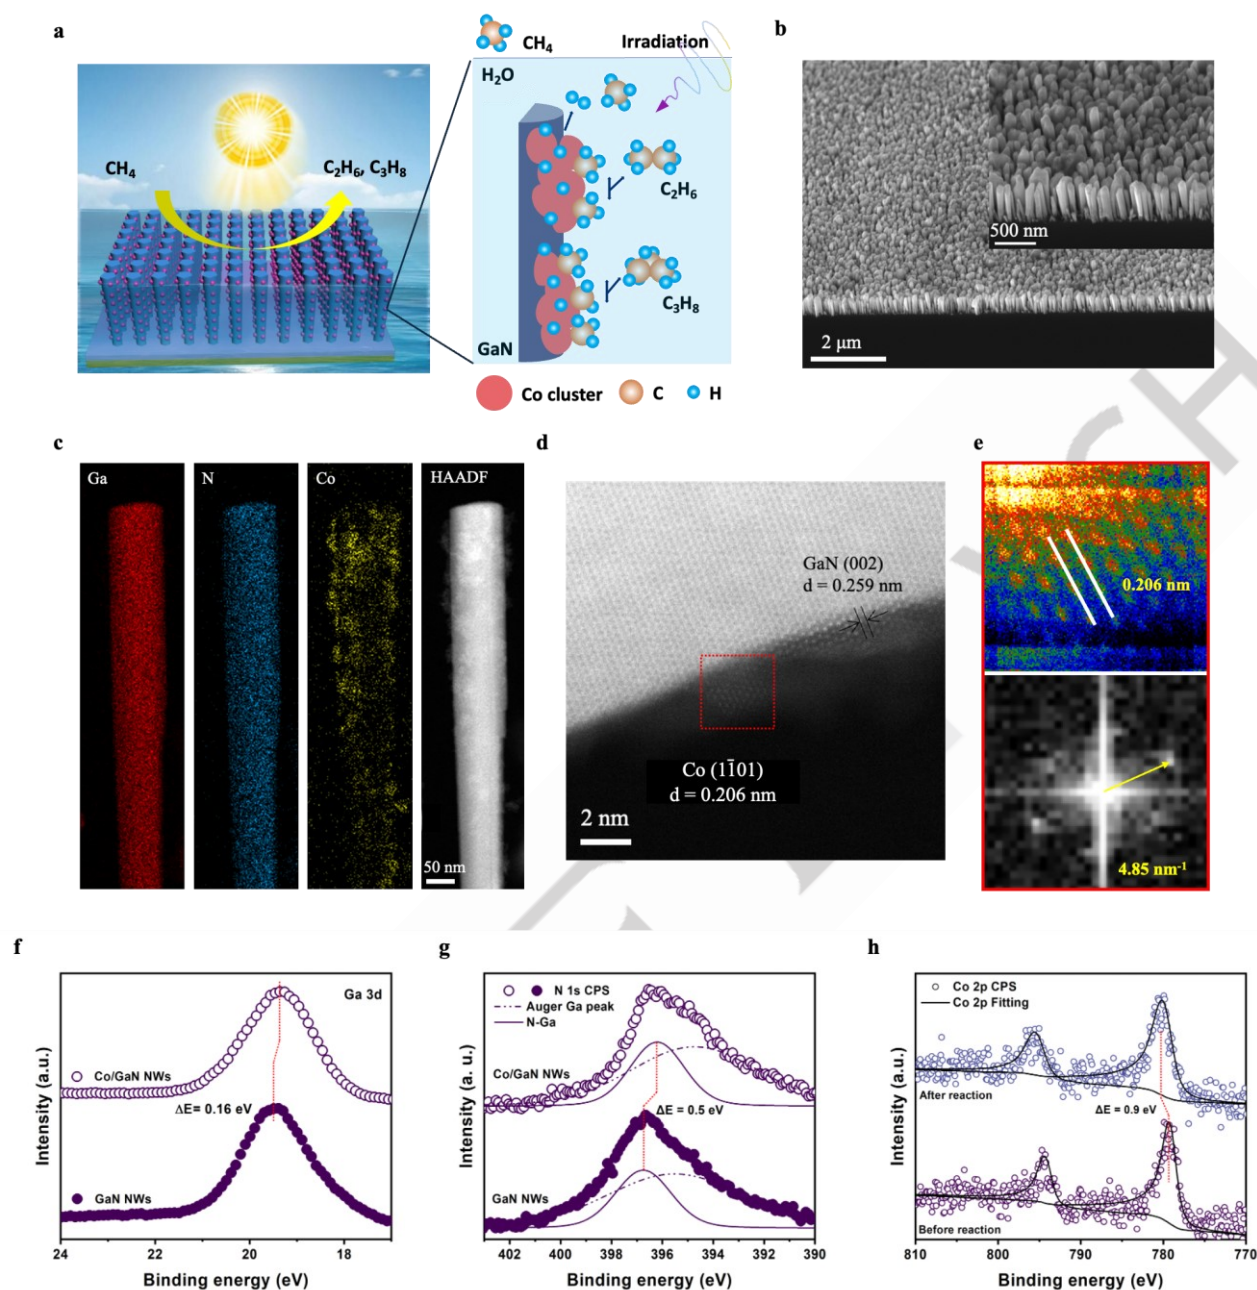 a
CH4
C2H6, C3H8
CH4
Irradiation
H2O
C2H6
C3H8
GaN
Co cluster
C
H
b
500 nm
2 μm
c
Ga
N
Co
HAADF
50 nm
d
GaN (002)
d = 0.259 nm
Co (11̅01)
d = 0.206 nm
2 nm
e
0.206 nm
4.85 nm-1
f
Ga 3d
Co/GaN NWs
ΔE= 0.16 eV
GaN NWs
Intensity (a.u.)
24 22 20 18
Binding energy (eV)
g
N 1s CPS
Auger Ga peak
N-Ga
Co/GaN NWs
ΔE = 0.5 eV
GaN NWs
Intensity (a. u.)
402 400 398 396 394 392 390
Binding energy (eV)
h
Co 2p CPS
Co 2p Fitting
After reaction
ΔE = 0.9 eV
Before reaction
Intensity (a.u.)
810 800 790 780 770
Binding energy (eV)